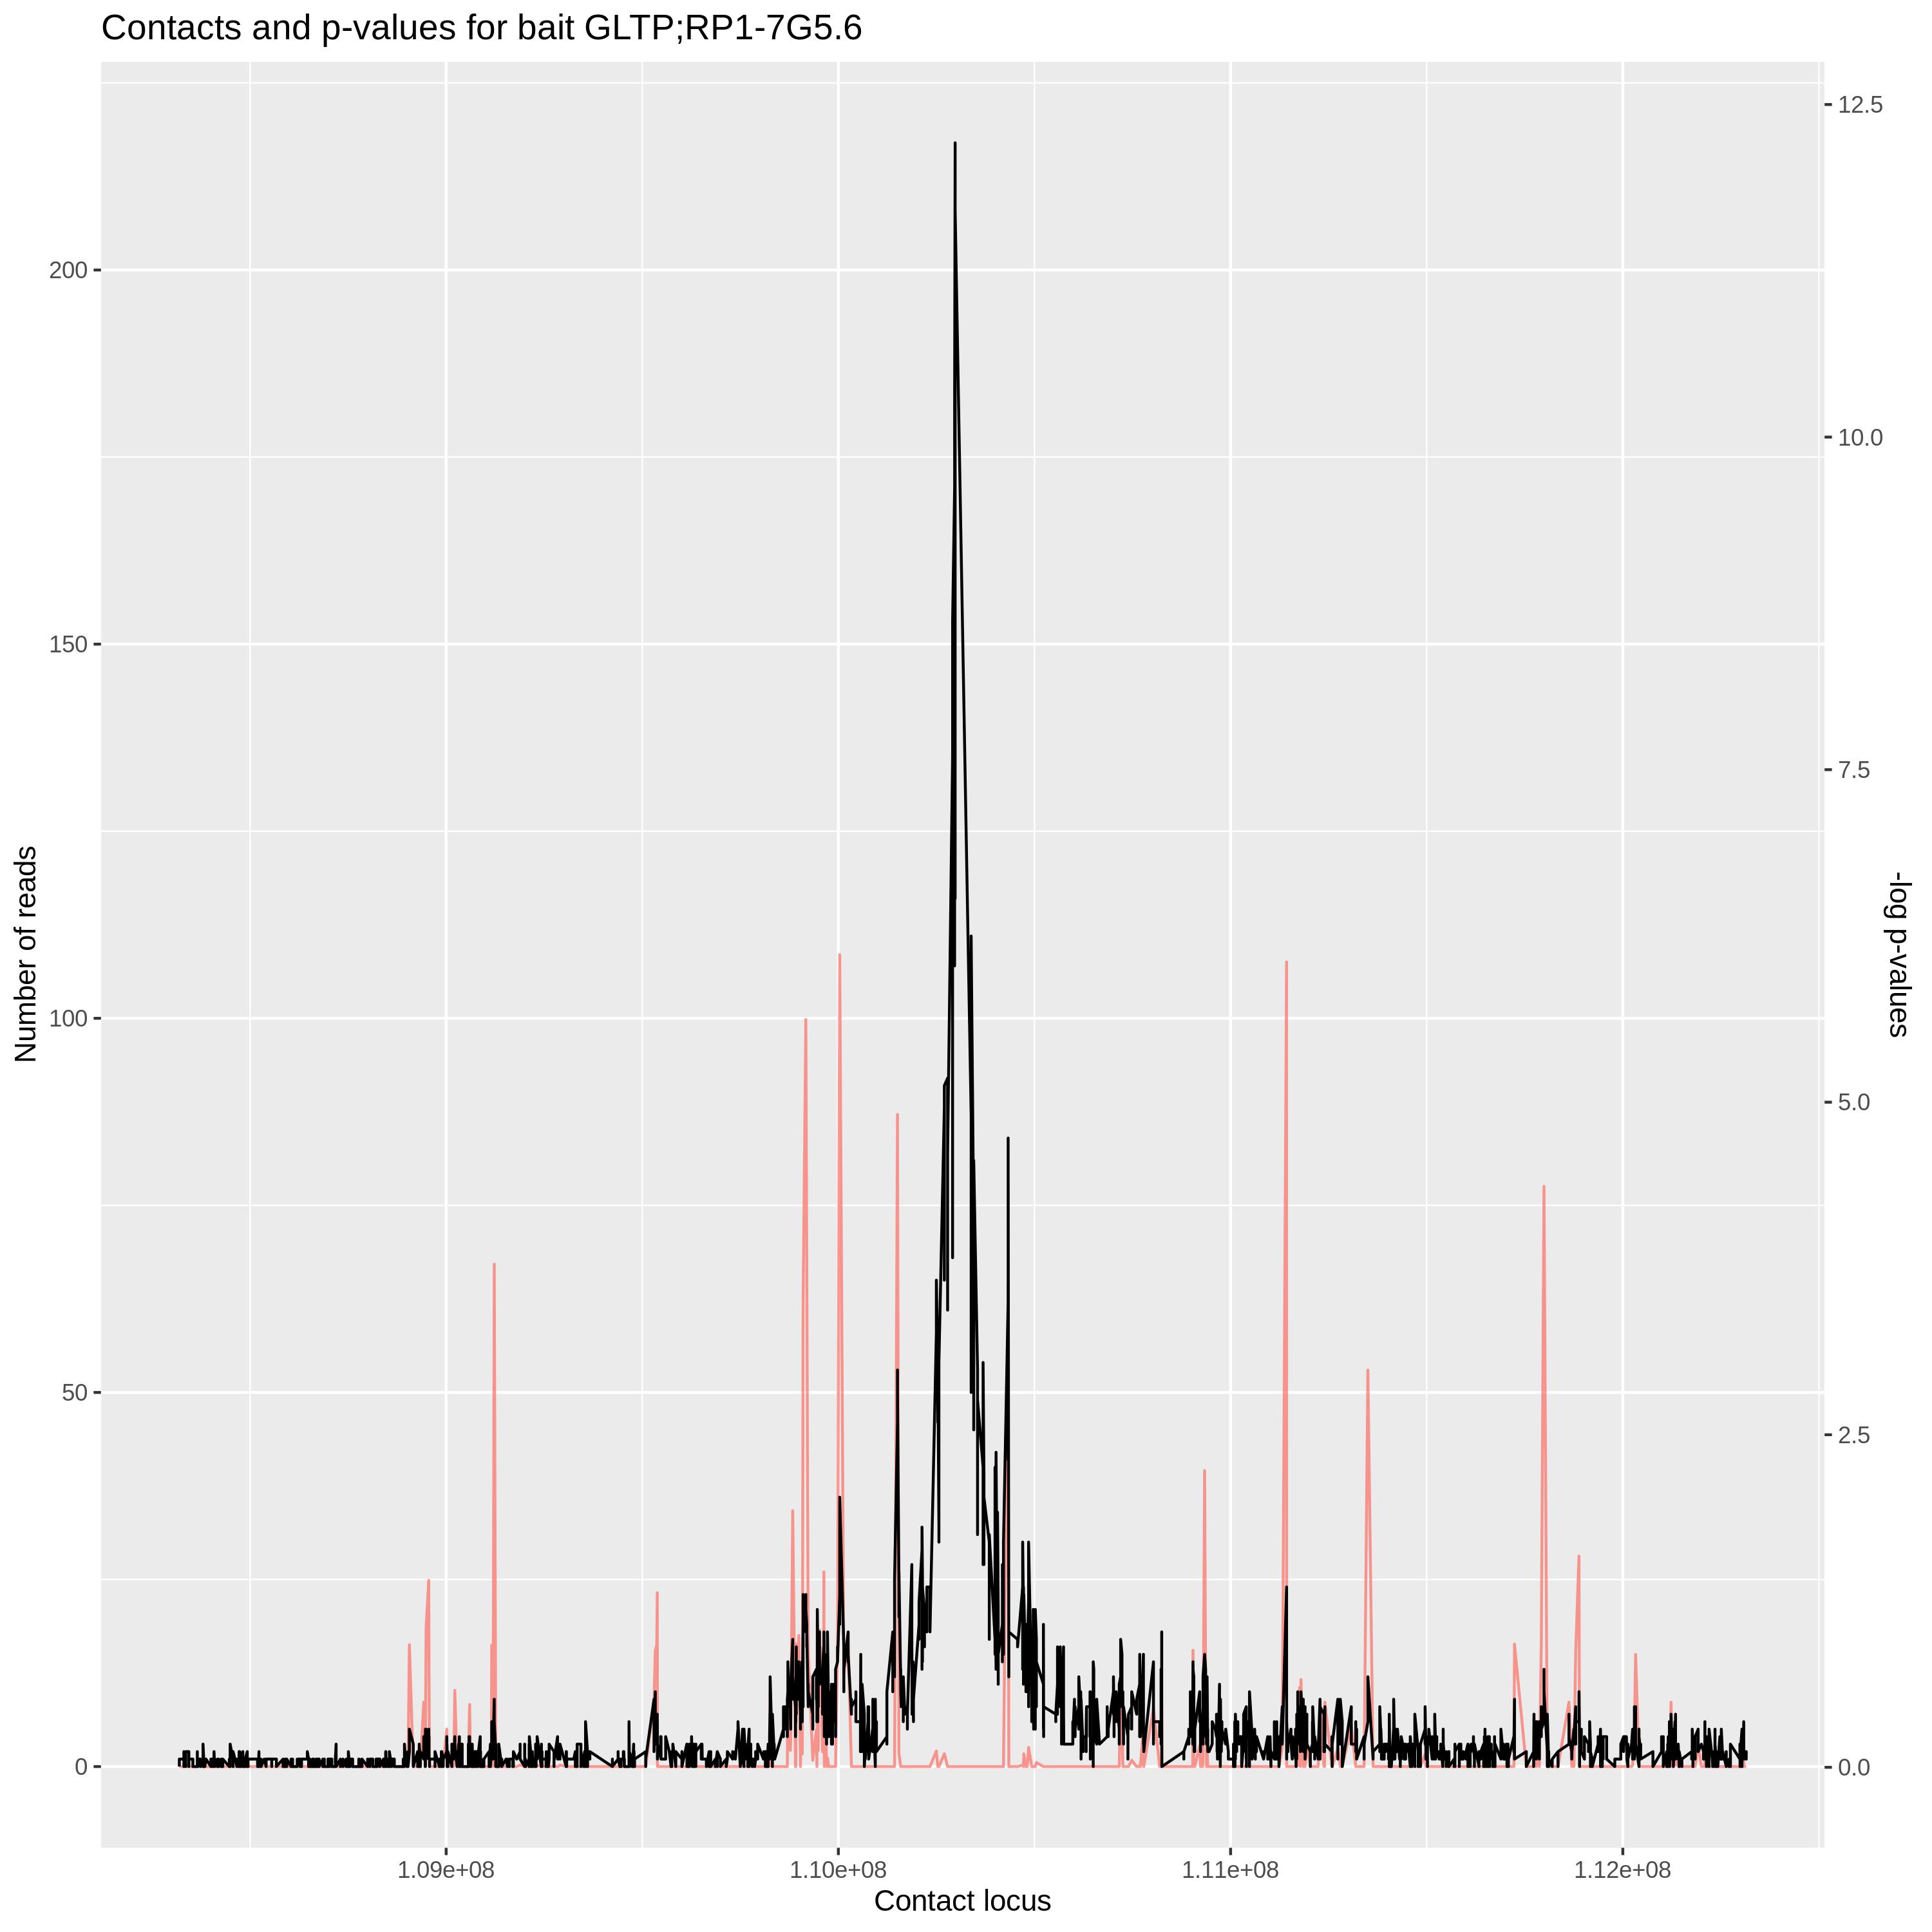 Contacts and p-values for bait GLTP;RP1-7G5.6
200
150
100
50
0
Number of reads
12.5
10.0
7.5
5.0
2.5
0.0
-log p-values
1.09e+08
1.10e+08
1.11e+08
1.12e+08
Contact locus